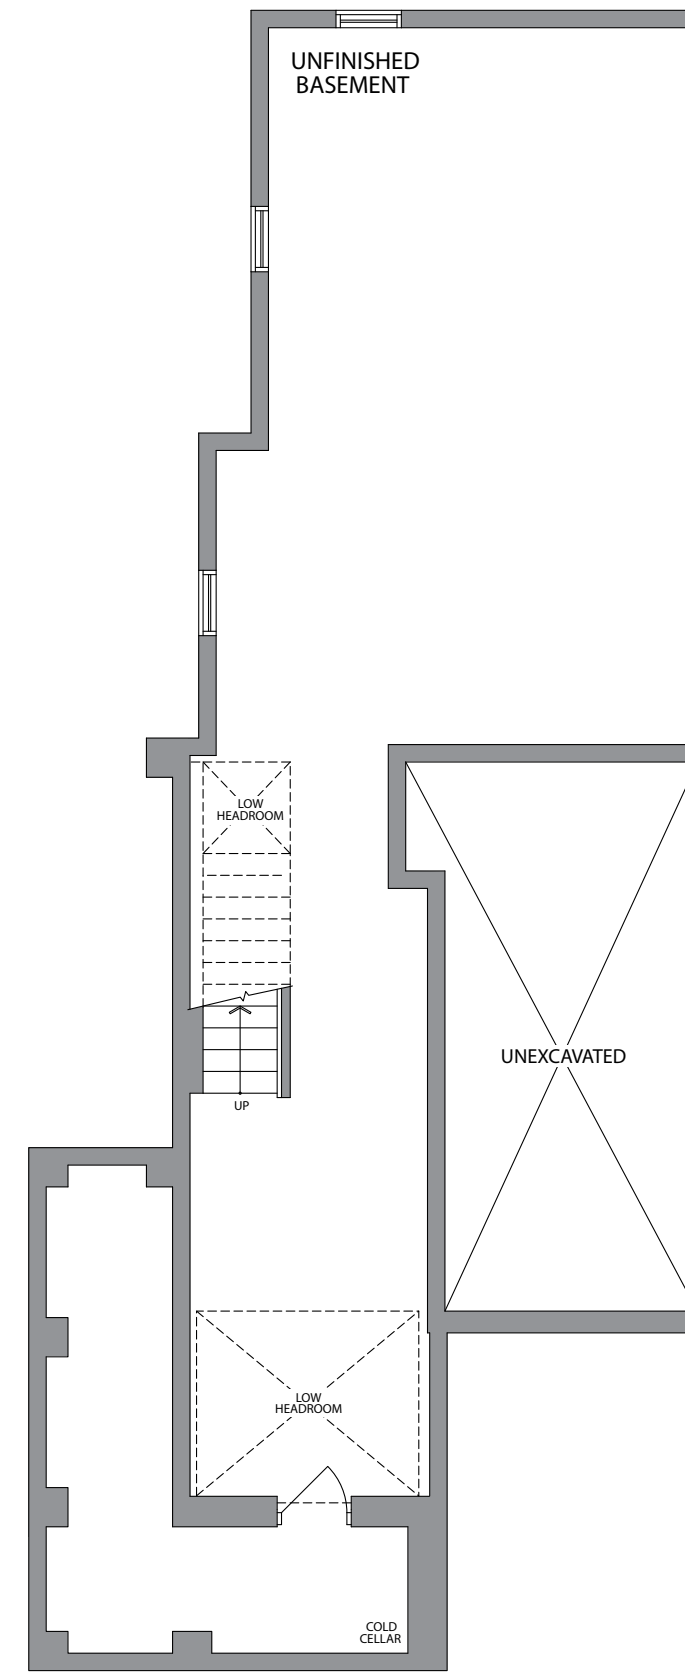 UNFINISHED
BASEMENT
LOW
HEADROOM
UNEXCAVATED
UP
LOW
HEADROOM
COLD
CELLAR